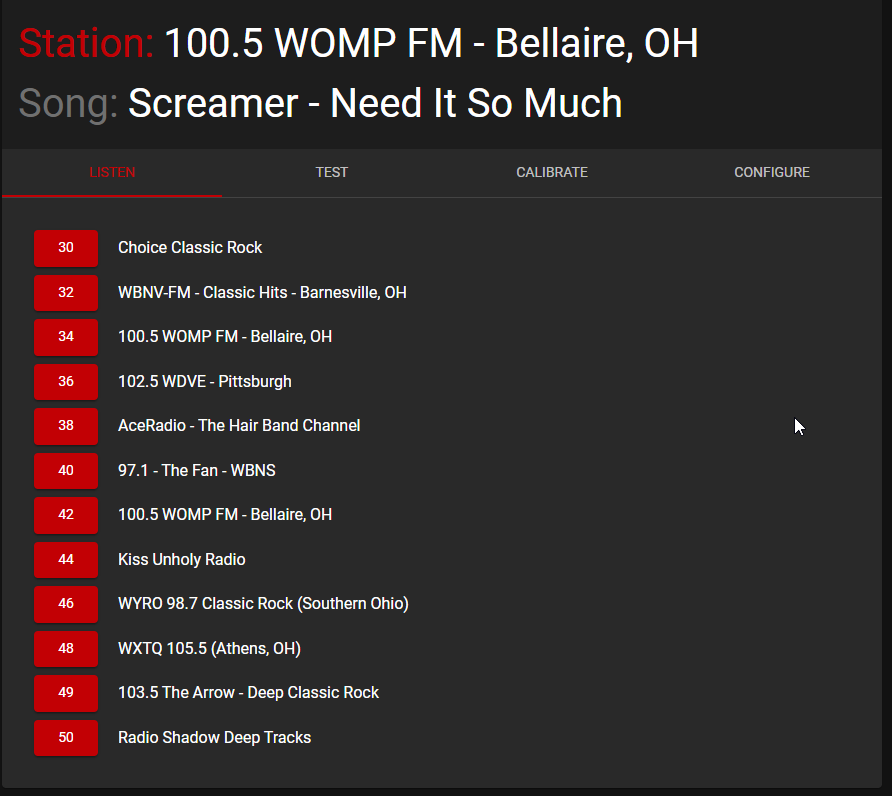 Station: 100.5 WOMP FM - Bellaire, OH
Song: Screamer - Need It So Much
LISTEN TEST CALIBRATE CONFIGURE
30 Choice Classic Rock
32 WBNV-FM - Classic Hits - Barnesville, OH
34 100.5 WOMP FM - Bellaire, OH
36 102.5 WDVE - Pittsburgh
38 AceRadio - The Hair Band Channel
40 97.1 - The Fan - WBNS
42 100.5 WOMP FM - Bellaire, OH
44 Kiss Unholy Radio
46 WYRO 98.7 Classic Rock (Southern Ohio)
48 WXTQ 105.5 (Athens, OH)
49 103.5 The Arrow - Deep Classic Rock
50 Radio Shadow Deep Tracks